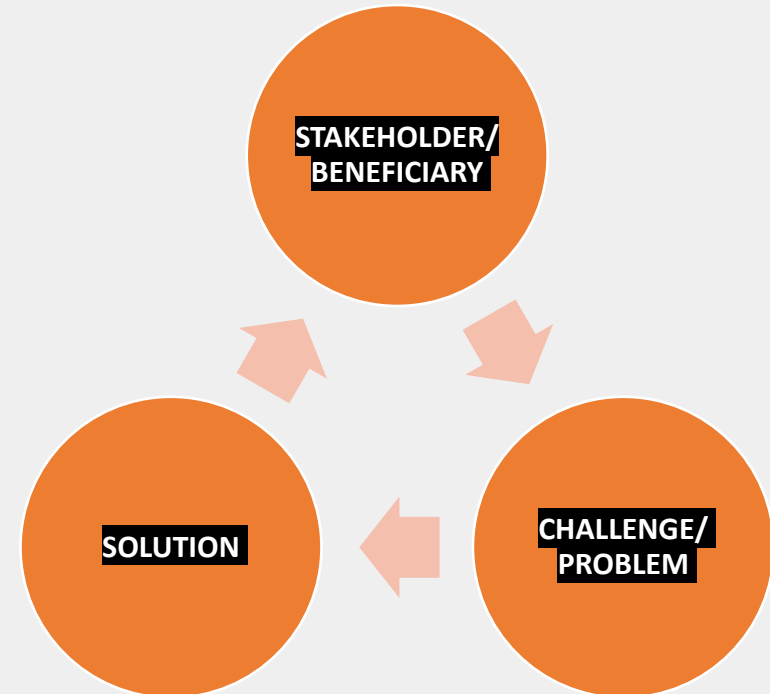 STAKEHOLDER/
BENEFICIARY
CHALLENGE/
PROBLEM
SOLUTION